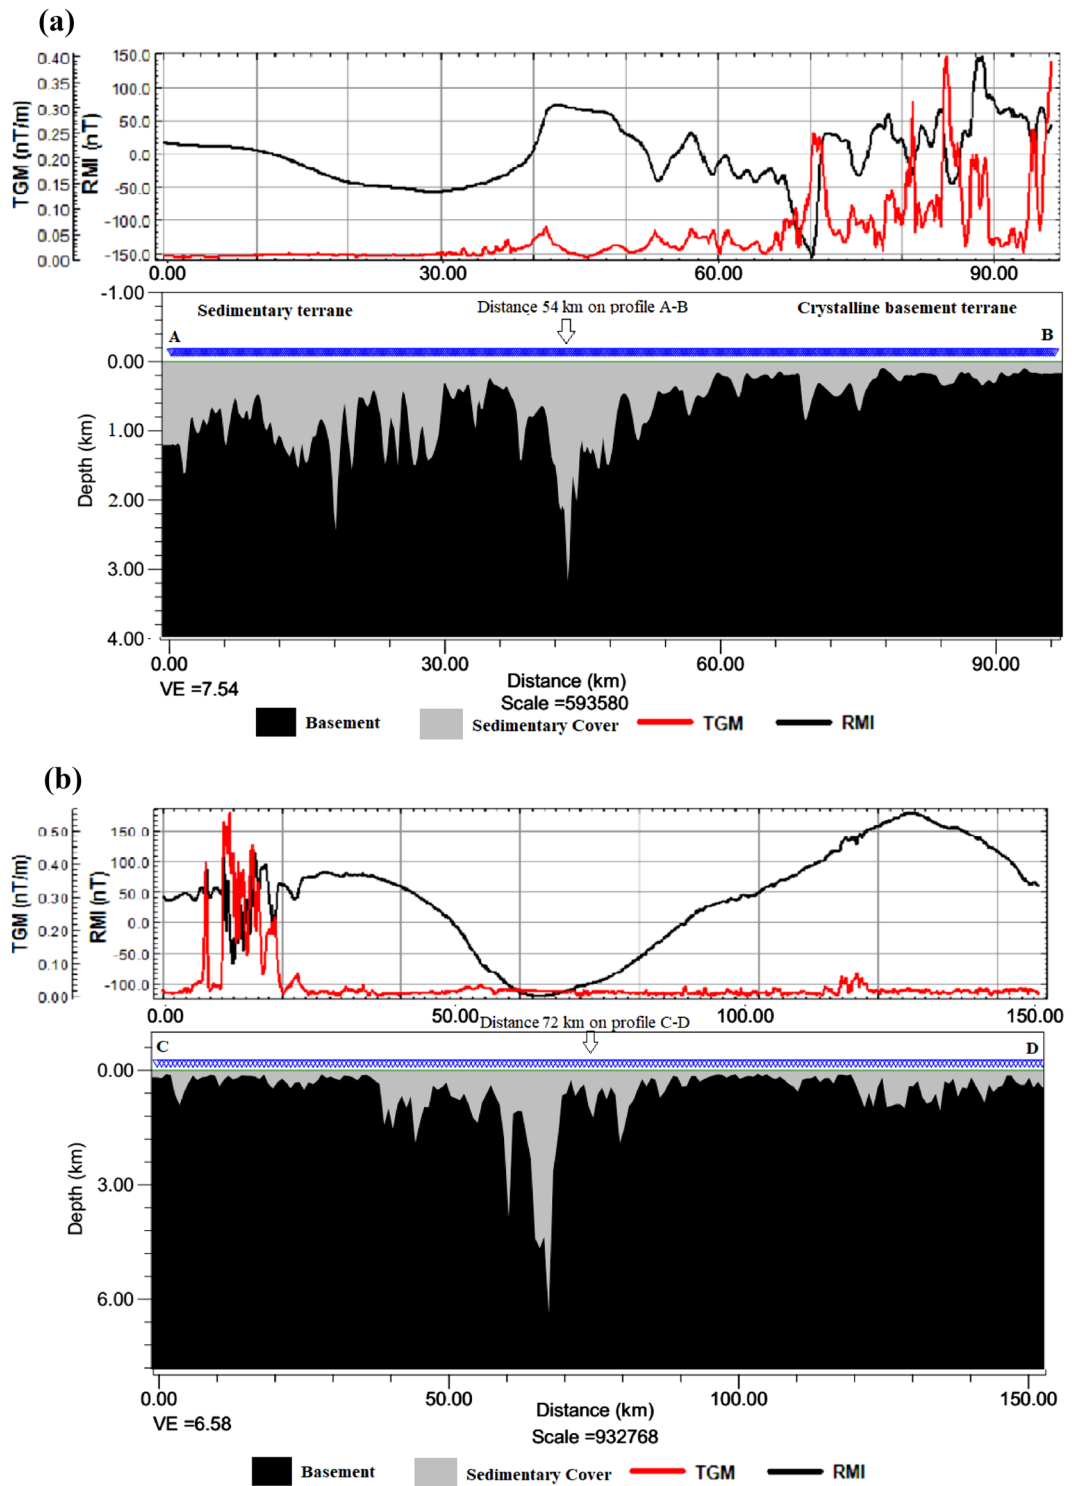 (a)
TGM (nT/m)
0.40
0.35
0.30
0.25
0.20
0.15
0.10
0.05
0.00
RMI (nT)
150.0
100.0
50.0
0.0
-50.0
-100.0
-150.0
0.00 30.00 60.00 90.00
-1.00
0.00
1.00
2.00
3.00
4.00
Depth (km)
Sedimentary terrane
Distance 54 km on profile A-B
Crystalline basement terrane
A B
0.00 30.00 60.00 90.00
Distance (km)
VE =7.54
Scale =593580
Basement Sedimentary Cover TGM RMI
(b)
TGM (nT/m)
0.50
0.40
0.30
0.20
0.10
0.00
RMI (nT)
150.0
100.0
50.0
0.0
-50.0
-100.0
0.00 50.00 100.00 150.00
Distance 72 km on profile C-D
C D
0.00
3.00
6.00
Depth (km)
0.00 50.00 100.00 150.00
Distance (km)
VE =6.58
Scale =932768
Basement Sedimentary Cover TGM RMI